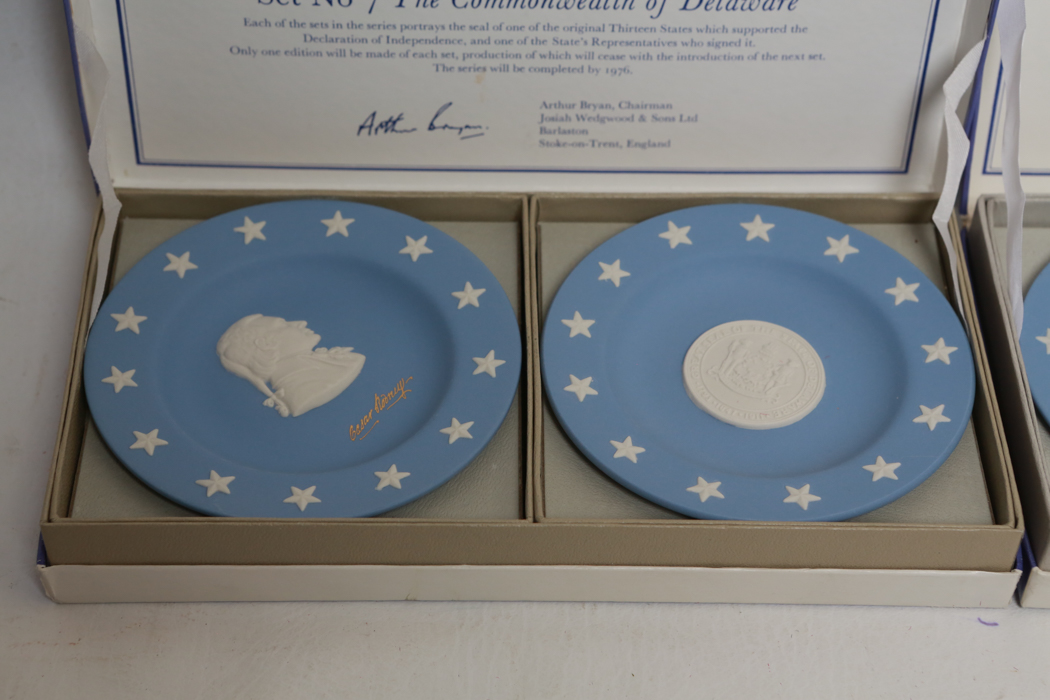 Set No 7 / The Commonwealth of Delaware
Each of the sets in the series portrays the seal of one of the original Thirteen States which supported the
Declaration of Independence, and one of the State's Representatives who signed it.
Only one edition will be made of each set, production of which will cease with the introduction of the next set.
The series will be completed by 1976.
Arthur Bryan.
Arthur Bryan, Chairman
Josiah Wedgwood & Sons Ltd
Barlaston
Stoke-on-Trent, England
Cæsar Rodney